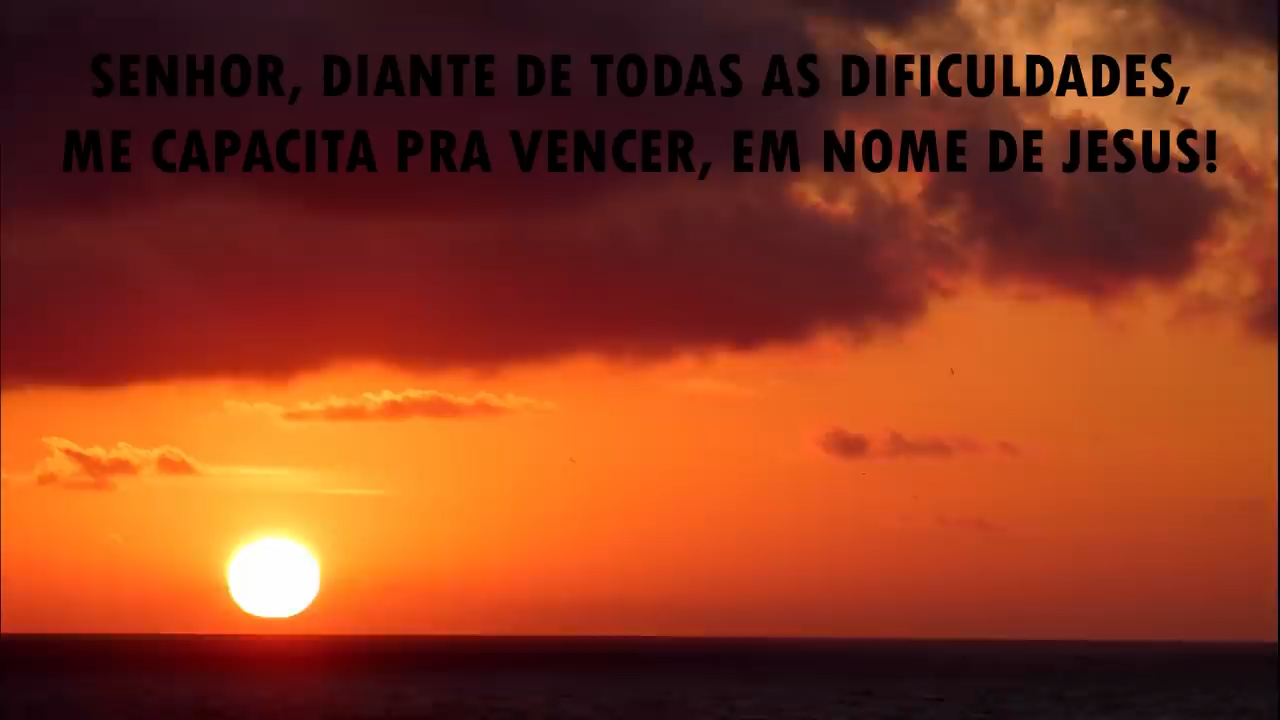 SENHOR, DIANTE DE TODAS AS DIFICULDADES,
ME CAPACITA PRA VENCER, EM NOME DE JESUS!